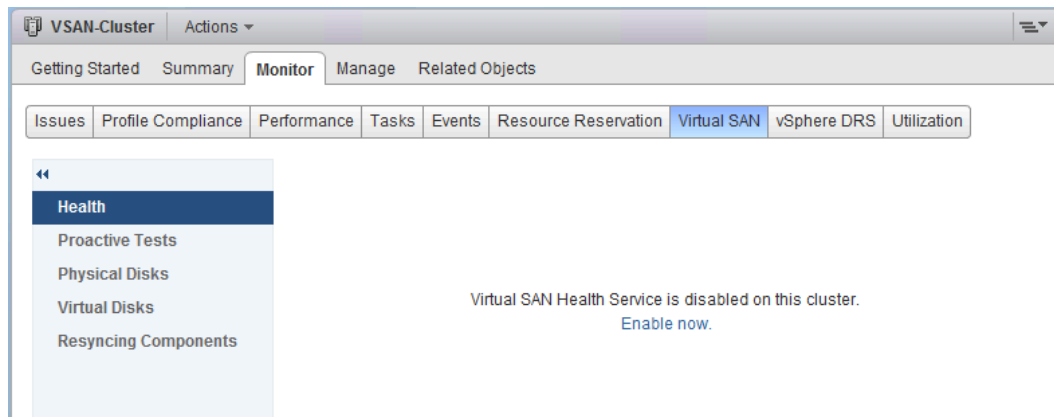 VSAN-Cluster Actions
Getting Started Summary Monitor Manage Related Objects
Issues Profile Compliance Performance Tasks Events Resource Reservation Virtual SAN vSphere DRS Utilization
Health
Proactive Tests
Physical Disks
Virtual Disks
Resyncing Components
Virtual SAN Health Service is disabled on this cluster.
Enable now.